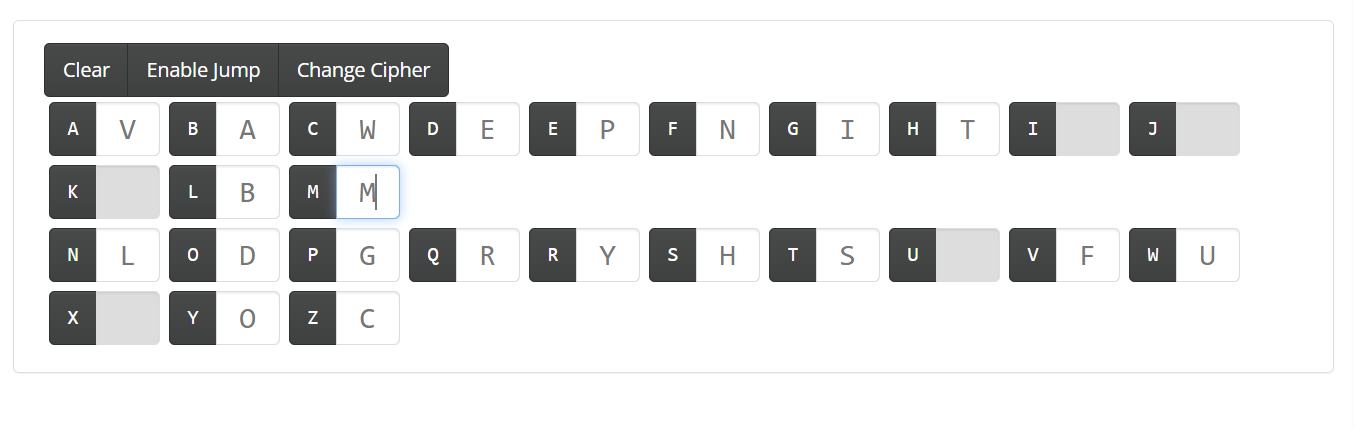 Clear Enable Jump Change Cipher
A V B A C W D E E P F N G I H T I J
K L B M M
N L O D P G Q R R Y S H T S U V F W U
X Y O Z C